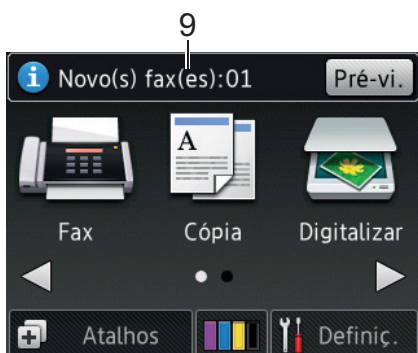 9
Novo(s) fax(es):01 Pré-vi.
A
Fax Cópia Digitalizar
Atalhos Definiç.